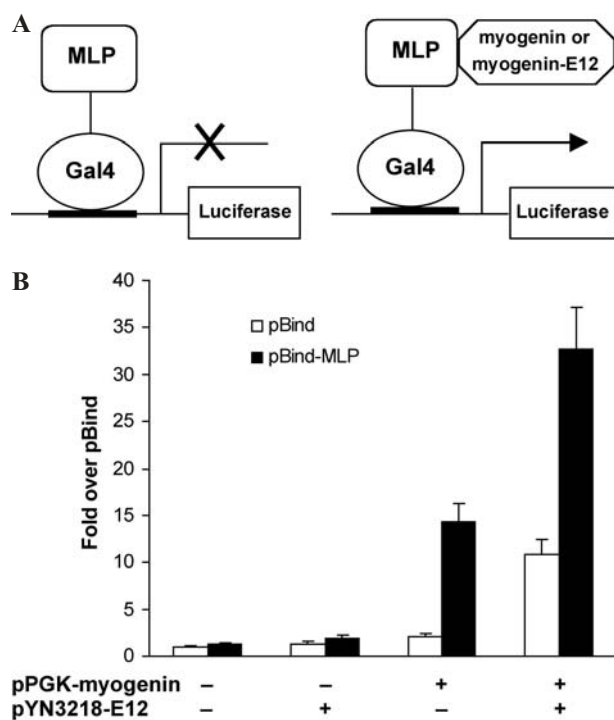 A
MLP
Gal4
Luciferase
MLP
myogenin or
myogenin-E12
Gal4
Luciferase
B
40
35
30
25
20
15
10
5
0
Fold over pBind
pBind
pBind-MLP
pPGK-myogenin – – + +
pYN3218-E12 – + – +